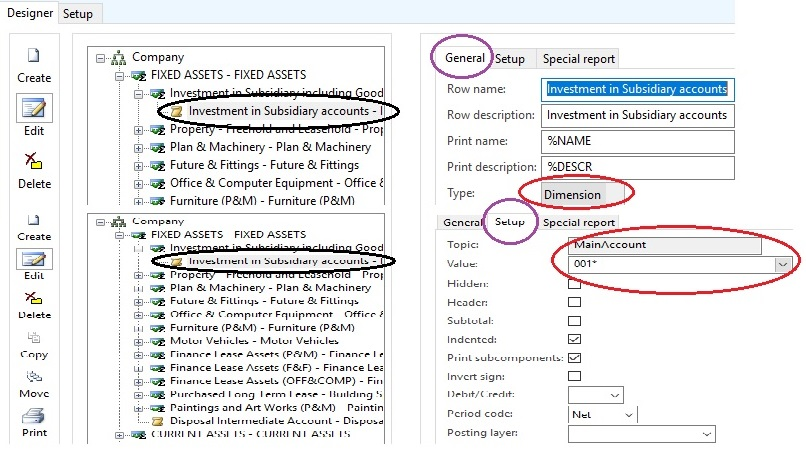 Designer
Setup
Create
Edit
Delete
Company
FIXED ASSETS - FIXED ASSETS
Investment in Subsidiary including Good
Investment in Subsidiary accounts -
Property - Freehold and Leasehold - Prop
Plan & Machinery - Plan & Machinery
Future & Fittings - Future & Fittings
Office & Computer Equipment - Office &
Furniture (P&M) - Furniture (P&M)
General
Setup
Special report
Row name:
Investment in Subsidiary accounts
Row description:
Investment in Subsidiary accounts
Print name:
%NAME
Print description:
%DESCR
Type:
Dimension
Create
Edit
Delete
Copy
Move
Print
Company
FIXED ASSETS - FIXED ASSETS
Investment in Subsidiary including Good
Investment in Subsidiary accounts -
Property - Freehold and Leasehold - Prop
Plan & Machinery - Plan & Machinery
Future & Fittings - Future & Fittings
Office & Computer Equipment - Office &
Furniture (P&M) - Furniture (P&M)
Motor Vehicles - Motor Vehicles
Finance Lease Assets (P&M) - Finance L
Finance Lease Assets (F&F) - Finance Le
Finance Lease Assets (OFF&COMP) - Fin
Purchased Long Term Lease - Building S
Paintings and Art Works (P&M) - Paintin
Disposal Intermediate Account - Disposa
CURRENT ASSETS - CURRENT ASSETS
General
Setup
Special report
Topic:
MainAccount
Value:
001*
Hidden:
Header:
Subtotal:
Indented:
Print subcomponents:
Invert sign:
Debit/Credit:
Period code:
Net
Posting layer: